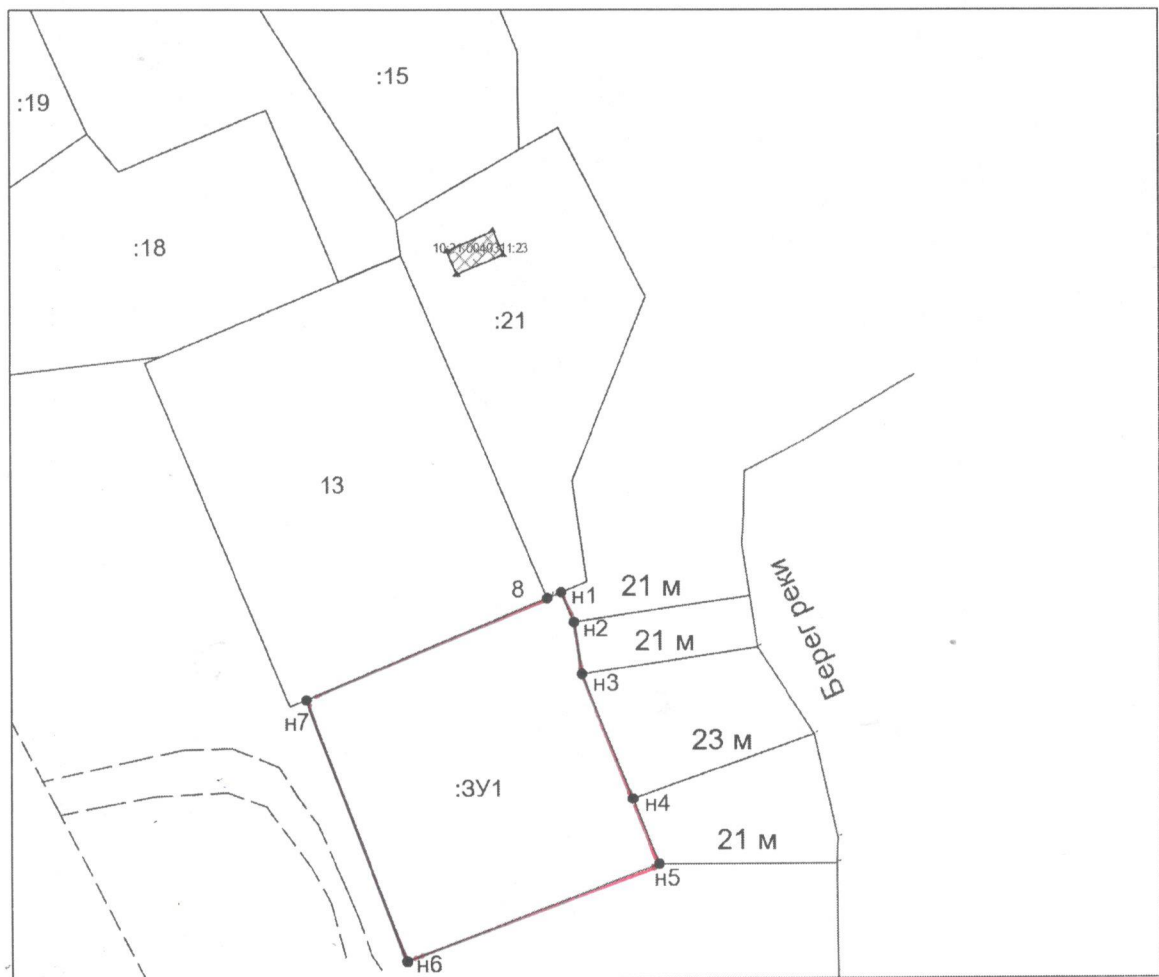 :15
:19
:18
10:21:0040311:23
:21
13
8
н1
21 м
н2
21 м
Берег реки
н3
н7
23 м
:ЗУ1
н4
21 м
н5
н6